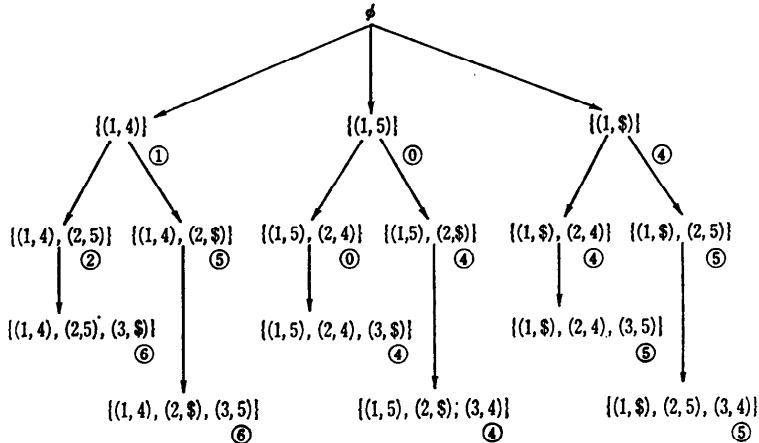 ø
{(1, 4)} {(1, 5)} {(1, $)}
① ⓪ ④
{(1, 4), (2, 5)} {(1, 4), (2, $)} {(1, 5), (2, 4)} {(1,5), (2,$)} {(1, $), (2, 4)} {(1, $), (2, 5)}
② ⑤ ⓪ ④ ④ ⑤
{(1, 4), (2,5), (3, $)} {(1, 5), (2, 4), (3, $)} {(1, $), (2, 4), (3, 5)}
⑥ ④ ⑤
{(1, 4), (2, $), (3, 5)} {(1, 5), (2, $); (3, 4)} {(1, $), (2, 5), (3, 4)}
⑥ ④ ⑤